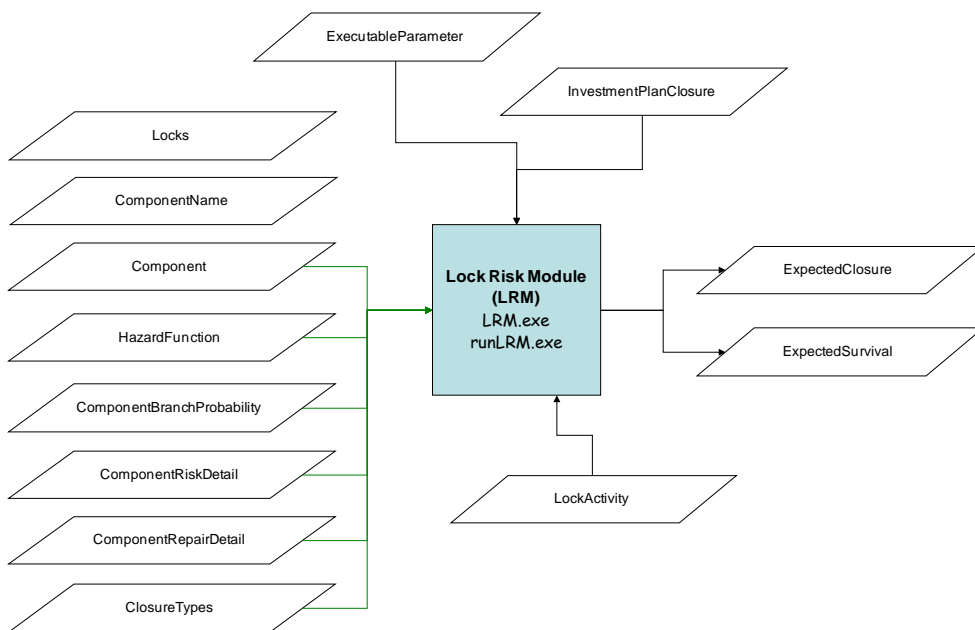 ExecutableParameter
InvestmentPlanClosure
Locks
ComponentName
Component
HazardFunction
ComponentBranchProbability
ComponentRiskDetail
ComponentRepairDetail
ClosureTypes
Lock Risk Module
(LRM)
LRM.exe
runLRM.exe
ExpectedClosure
ExpectedSurvival
LockActivity